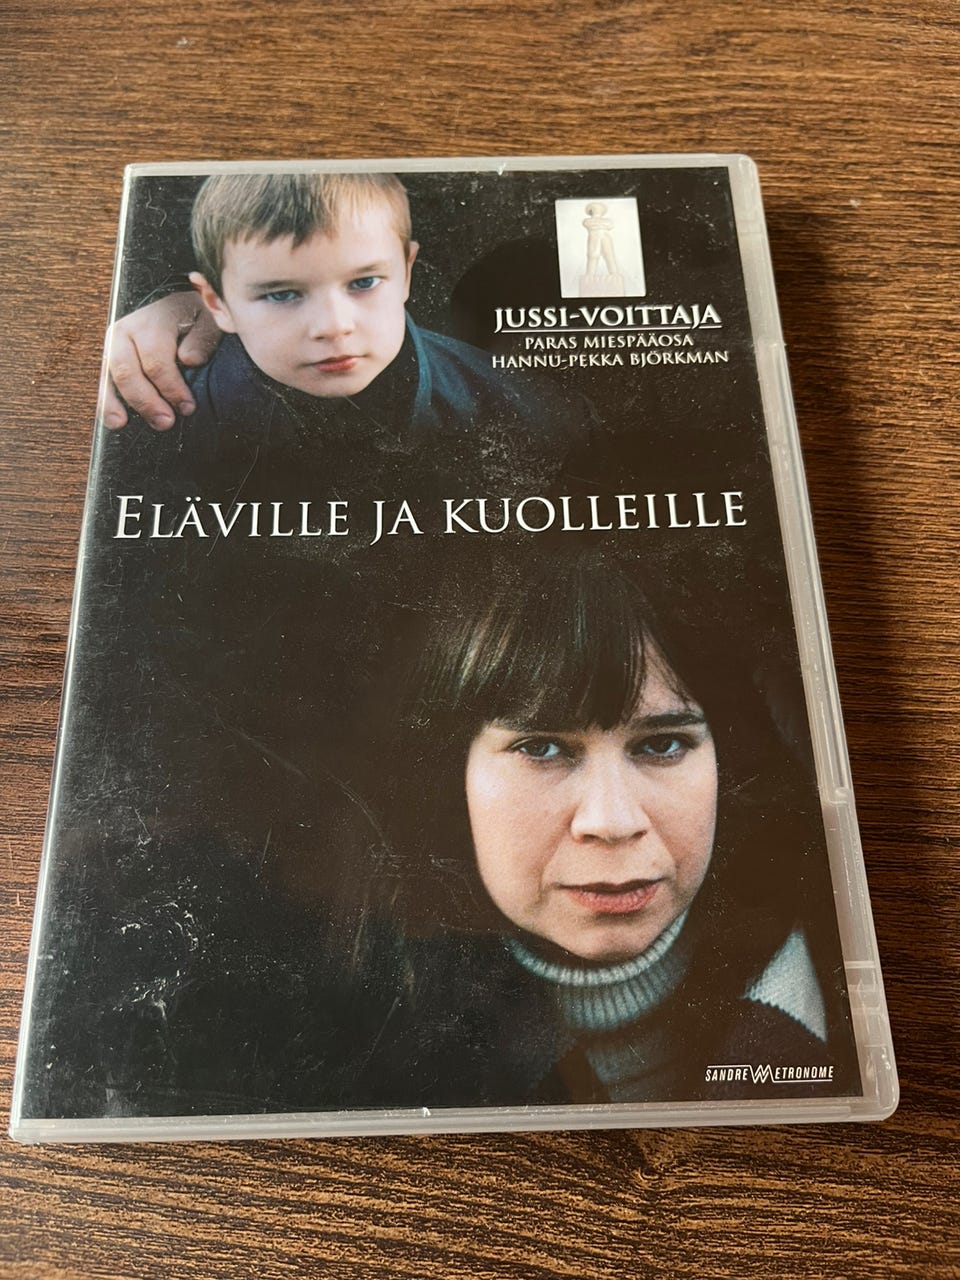 JUSSI-VOITTAJA
PARAS MIESPÄÄOSA
HANNU-PEKKA BJÖRKMAN
ELÄVILLE JA KUOLLEILLE
SANDREW METRONOME